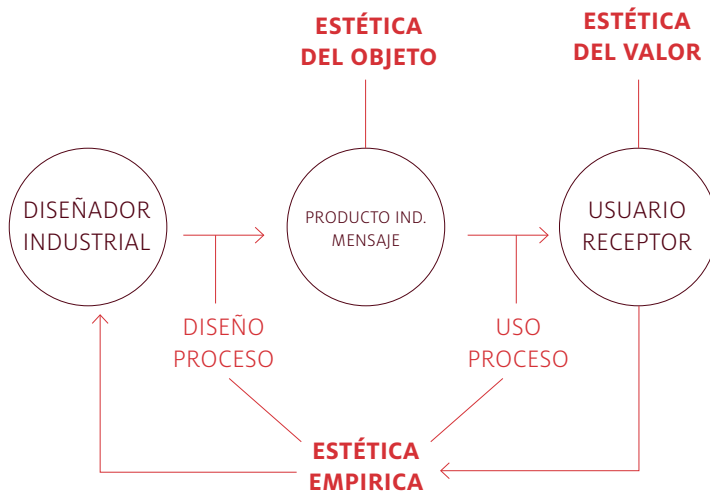 ESTÉTICA
DEL OBJETO
ESTÉTICA
DEL VALOR
DISEÑADOR
INDUSTRIAL
PRODUCTO IND.
MENSAJE
USUARIO
RECEPTOR
DISEÑO
PROCESO
USO
PROCESO
ESTÉTICA
EMPIRICA